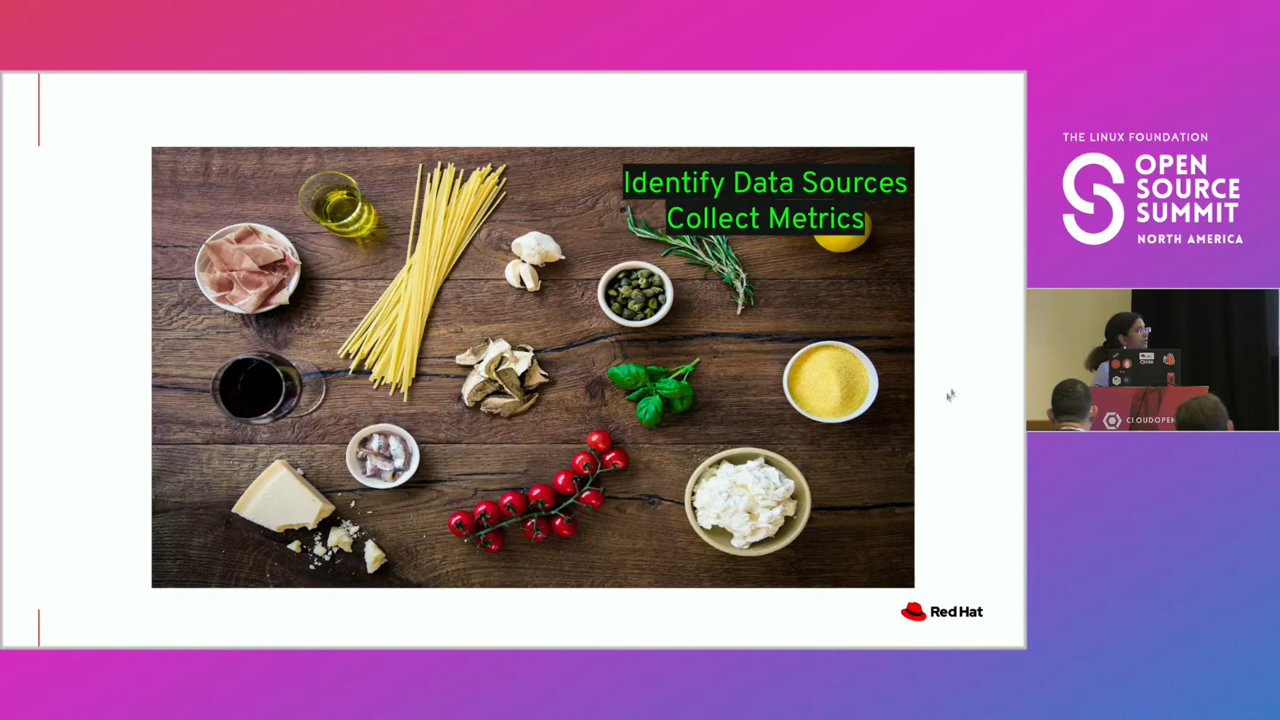 Identify Data Sources
Collect Metrics
Red Hat
THE LINUX FOUNDATION
OPEN
SOURCE
SUMMIT
NORTH AMERICA
CLOUDOPEN